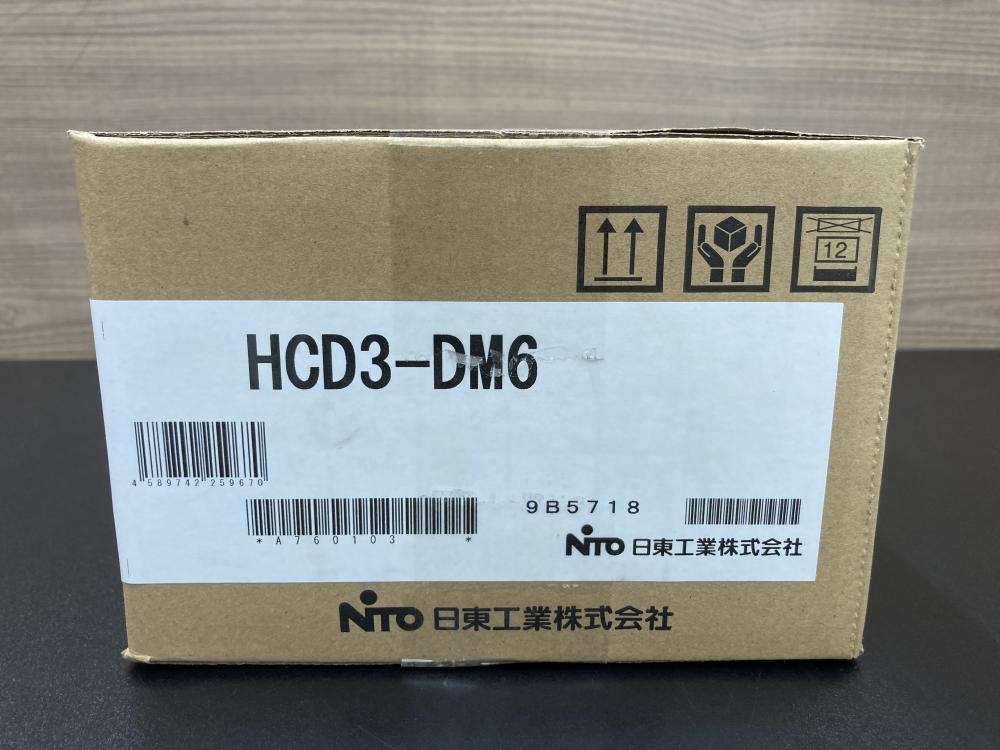 12
HCD3-DM6
4 589742 259670
*A760103 *
9B5718
NITO 日東工業株式会社
NITO 日東工業株式会社